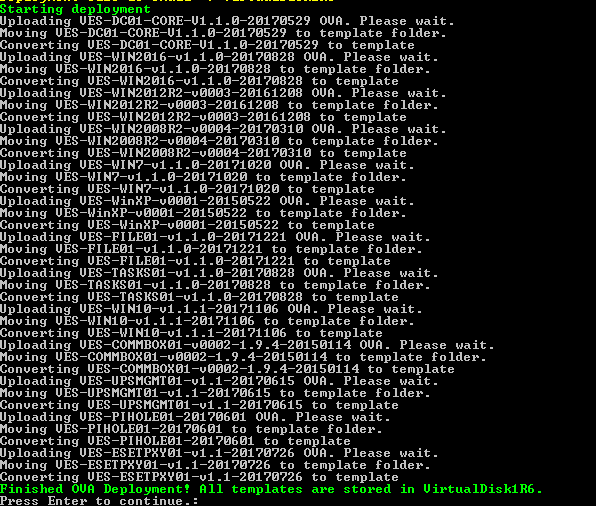 Starting deployment
Uploading VES-DC01-CORE-V1.1.0-20170529 OVA. Please wait.
Moving VES-DC01-CORE-V1.1.0-20170529 to template folder.
Converting VES-DC01-CORE-V1.1.0-20170529 to template
Uploading VES-WIN2016-v1.1.0-20170828 OVA. Please wait.
Moving VES-WIN2016-v1.1.0-20170828 to template folder.
Converting VES-WIN2016-v1.1.0-20170828 to template
Uploading VES-WIN2012R2-v0003-20161208 OVA. Please wait.
Moving VES-WIN2012R2-v0003-20161208 to template folder.
Converting VES-WIN2012R2-v0003-20161208 to template
Uploading VES-WIN2008R2-v0004-20170310 OVA. Please wait.
Moving VES-WIN2008R2-v0004-20170310 to template folder.
Converting VES-WIN2008R2-v0004-20170310 to template
Uploading VES-WIN7-v1.1.0-20171020 OVA. Please wait.
Moving VES-WIN7-v1.1.0-20171020 to template folder.
Converting VES-WIN7-v1.1.0-20171020 to template
Uploading VES-WinXP-v0001-20150522 OVA. Please wait.
Moving VES-WinXP-v0001-20150522 to template folder.
Converting VES-WinXP-v0001-20150522 to template
Uploading VES-FILE01-v1.1.0-20171221 OVA. Please wait.
Moving VES-FILE01-v1.1.0-20171221 to template folder.
Converting VES-FILE01-v1.1.0-20171221 to template
Uploading VES-TASKS01-v1.1.0-20170828 OVA. Please wait.
Moving VES-TASKS01-v1.1.0-20170828 to template folder.
Converting VES-TASKS01-v1.1.0-20170828 to template
Uploading VES-WIN10-v1.1.1-20171106 OVA. Please wait.
Moving VES-WIN10-v1.1.1-20171106 to template folder.
Converting VES-WIN10-v1.1.1-20171106 to template
Uploading VES-COMMBOX01-v0002-1.9.4-20150114 OVA. Please wait.
Moving VES-COMMBOX01-v0002-1.9.4-20150114 to template folder.
Converting VES-COMMBOX01-v0002-1.9.4-20150114 to template
Uploading VES-UPSMGMT01-v1.1-20170615 OVA. Please wait.
Moving VES-UPSMGMT01-v1.1-20170615 to template folder.
Converting VES-UPSMGMT01-v1.1-20170615 to template
Uploading VES-PIHOLE01-20170601 OVA. Please wait.
Moving VES-PIHOLE01-20170601 to template folder.
Converting VES-PIHOLE01-20170601 to template
Uploading VES-ESETPXY01-v1.1-20170726 OVA. Please wait.
Moving VES-ESETPXY01-v1.1-20170726 to template folder.
Converting VES-ESETPXY01-v1.1-20170726 to template
Finished OVA Deployment! All templates are stored in VirtualDisk1R6.
Press Enter to continue.: